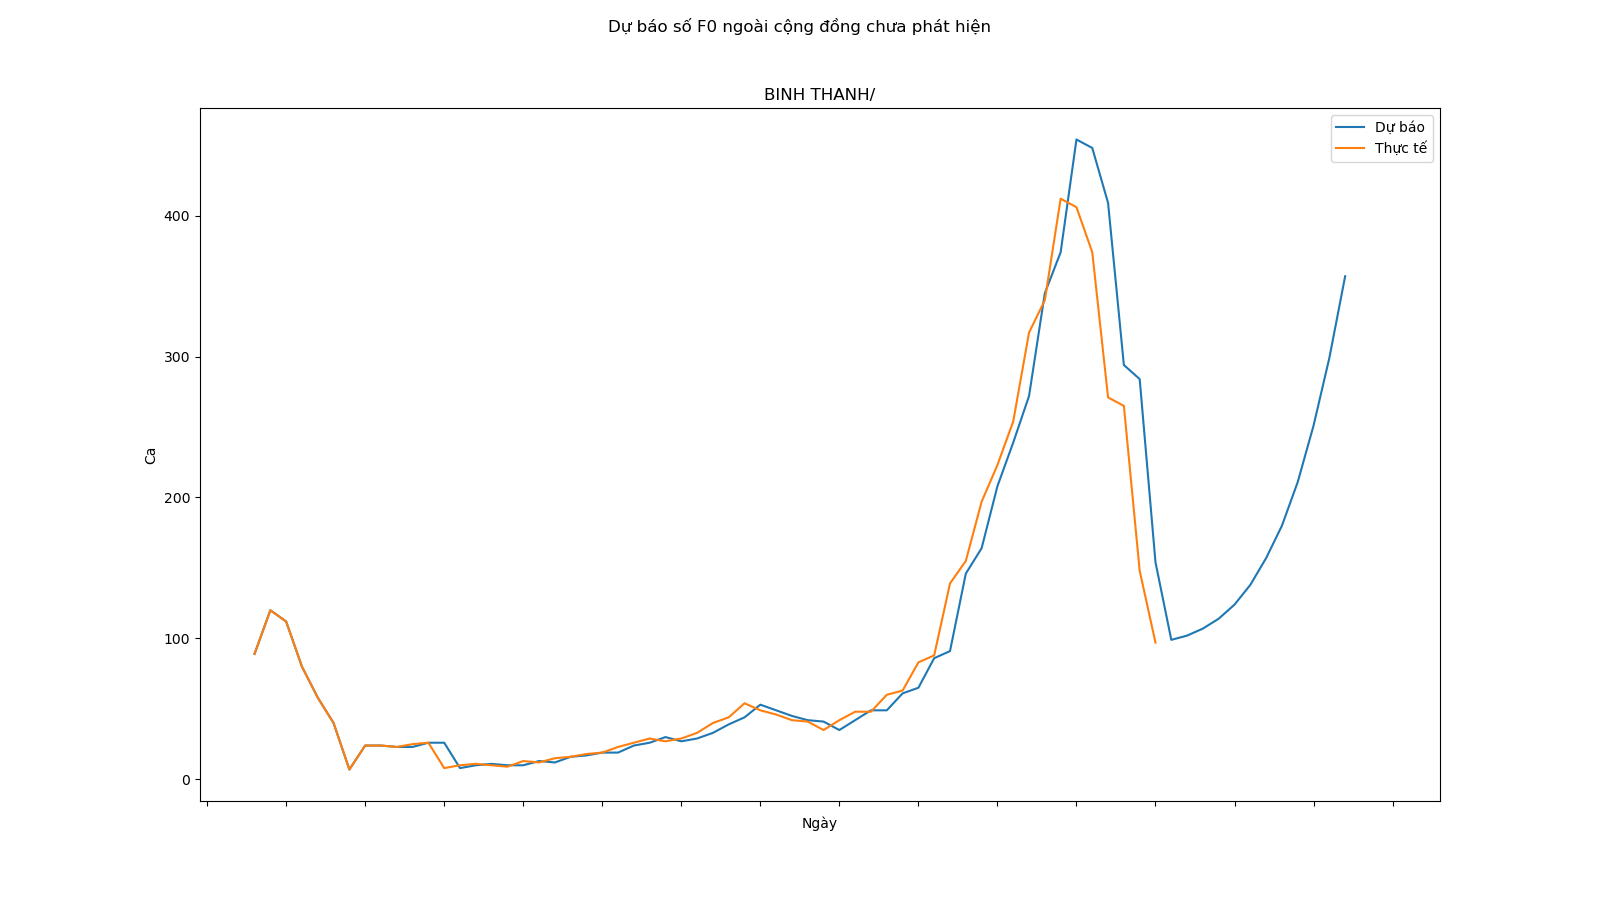 Dự báo số F0 ngoài cộng đồng chưa phát hiện
BINH THANH/
Dự báo
Thực tế
400
300
200
100
0
Ca
Ngày